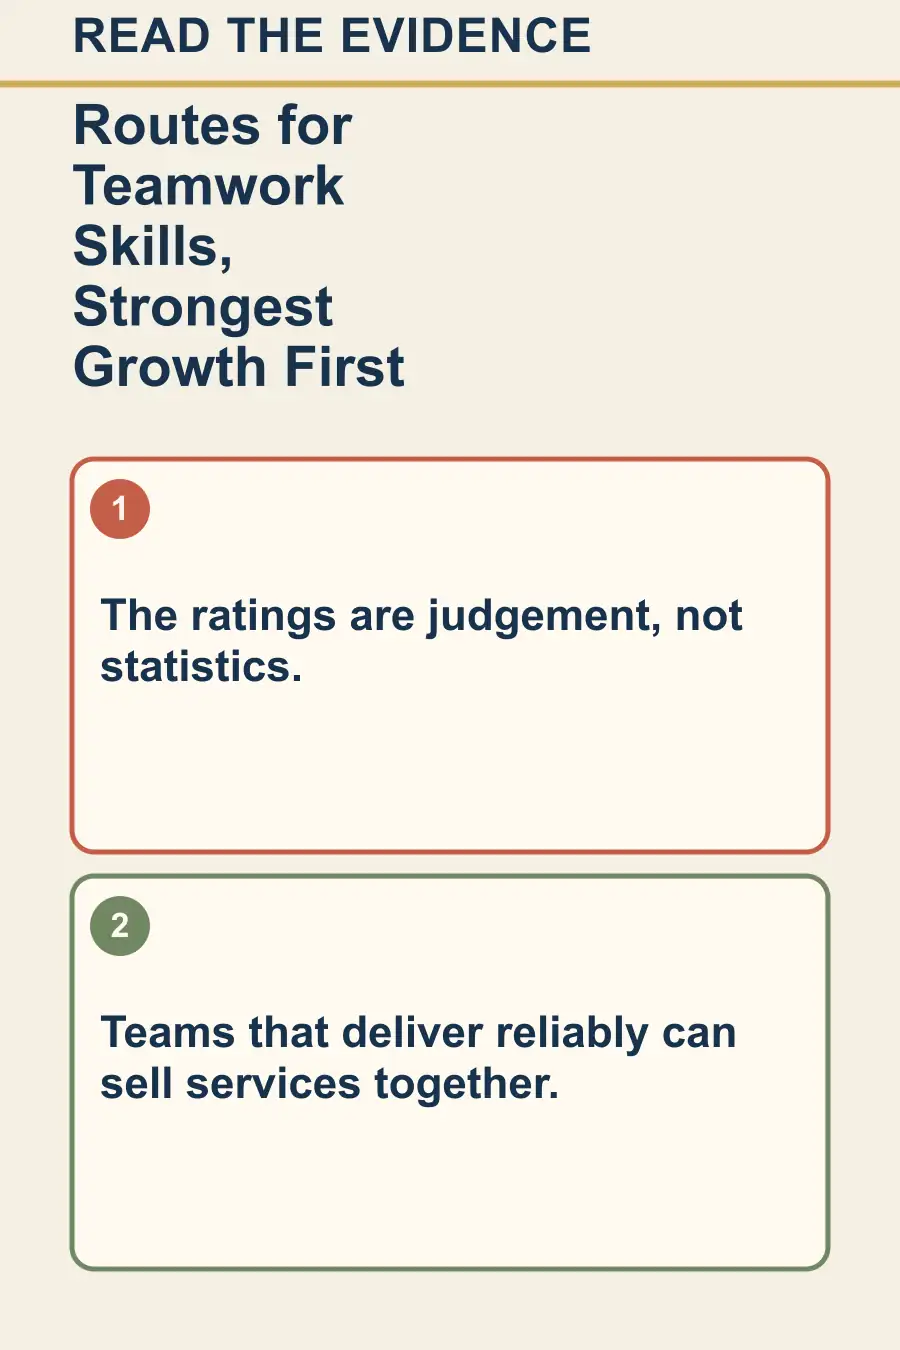 READ THE EVIDENCE
Routes for
Teamwork
Skills,
Strongest
Growth First
1
The ratings are judgement, not
statistics.
2
Teams that deliver reliably can
sell services together.